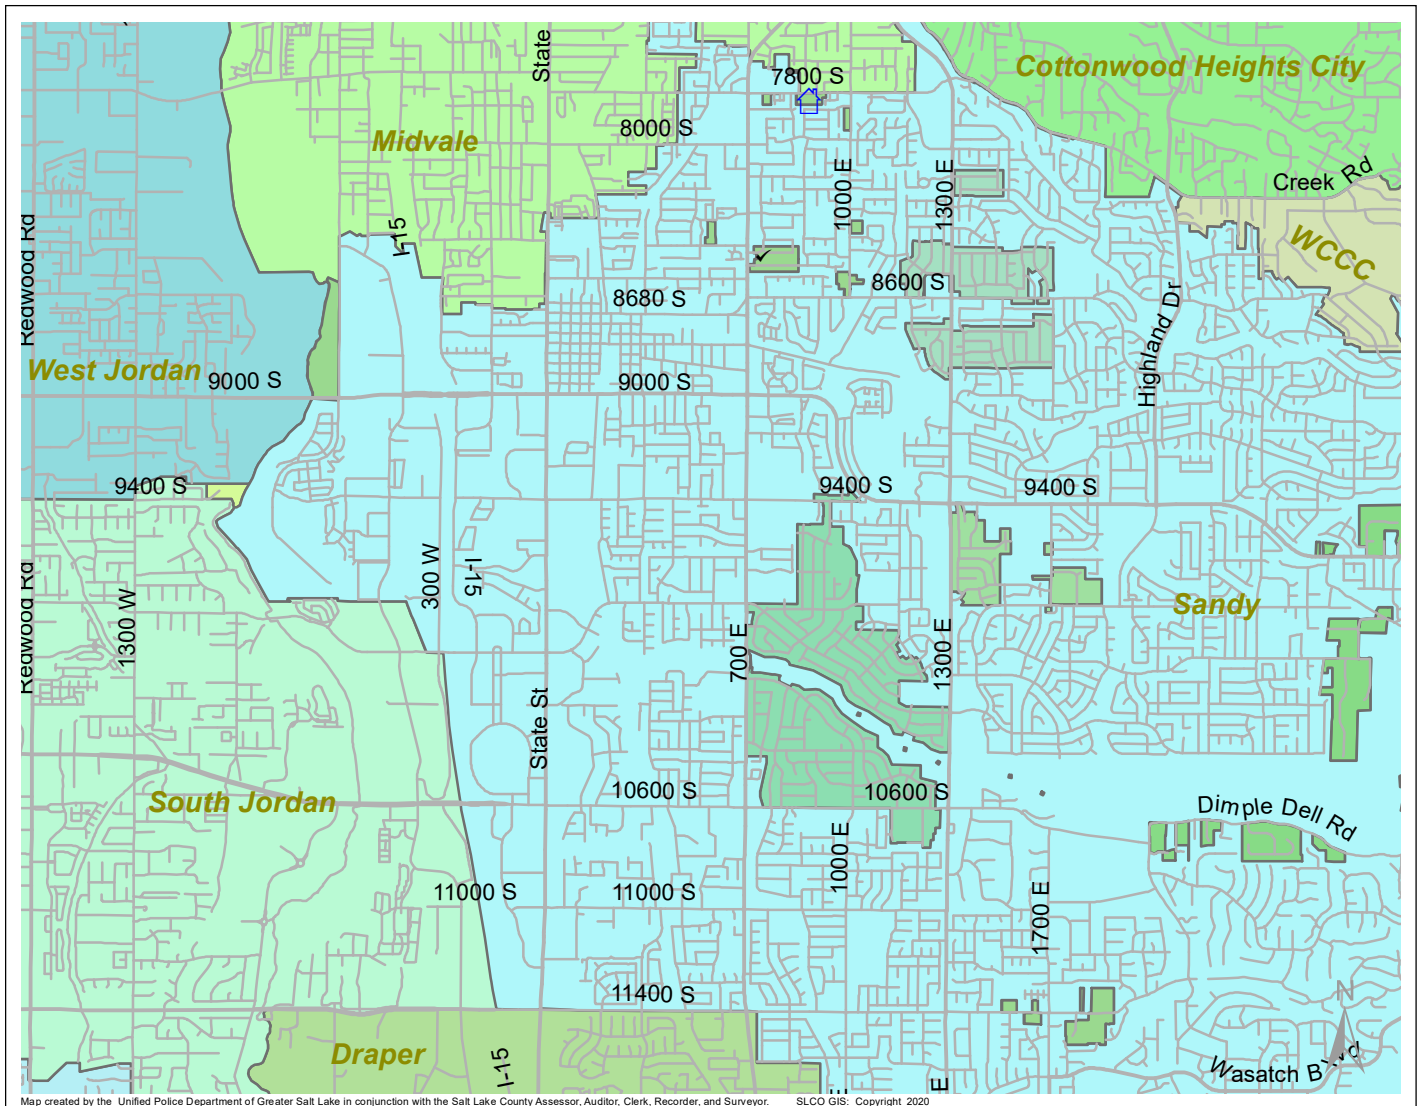 State
7800 S
Cottonwood Heights City
8000 S
Midvale
Creek Rd
1000 E
1300 E
I-15
WCCC
Redwood Rd
8600 S
8680 S
Highland Dr
West Jordan
9000 S
9000 S
9400 S
9400 S
9400 S
300 W
I-15
Redwood Rd
1300 W
Sandy
700 E
1300 E
State St
10600 S
10600 S
South Jordan
Dimple Dell Rd
1000 E
11000 S
11000 S
1700 E
11400 S
N
Draper
I-15
Wasatch Blvd
E
E
Map created by the Unified Police Department of Greater Salt Lake in conjunction with the Salt Lake County Assessor, Auditor, Clerk, Recorder, and Surveyor. SLCO GIS: Copyright 2020